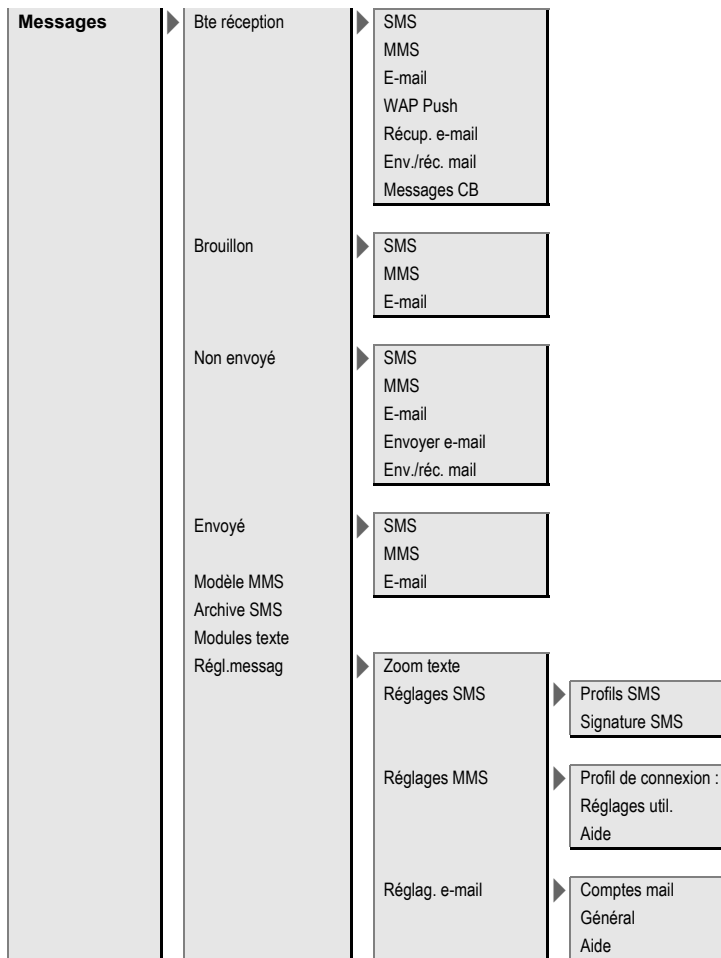 Messages
Bte réception
SMS
MMS
E-mail
WAP Push
Récup. e-mail
Env./réc. mail
Messages CB
Brouillon
SMS
MMS
E-mail
Non envoyé
SMS
MMS
E-mail
Envoyer e-mail
Env./réc. mail
Envoyé
SMS
MMS
E-mail
Modèle MMS
Archive SMS
Modules texte
Régl.messag
Zoom texte
Réglages SMS
Profils SMS
Signature SMS
Réglages MMS
Profil de connexion :
Réglages util.
Aide
Réglag. e-mail
Comptes mail
Général
Aide